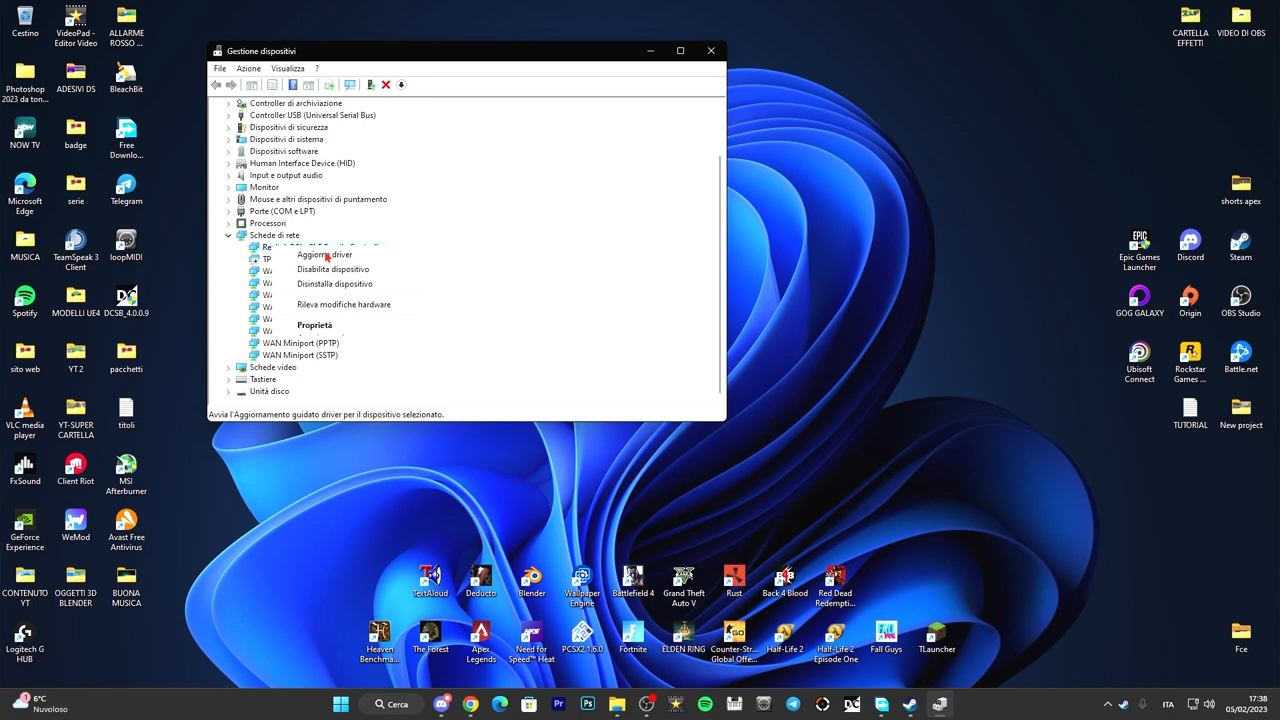 Gestione dispositivi
File
Azione
Visualizza
?
Controller di archiviazione
Controller USB (Universal Serial Bus)
Dispositivi di sicurezza
Dispositivi di sistema
Dispositivi software
Human Interface Device (HID)
Input e output audio
Monitor
Mouse e altri dispositivi di puntamento
Porte (COM e LPT)
Processori
Schede di rete
TP
Aggiorna driver
Disabilita dispositivo
Disinstalla dispositivo
Rileva modifiche hardware
Proprietà
WAN Miniport (PPTP)
WAN Miniport (SSTP)
Schede video
Tastiere
Unità disco
Avvia l'Aggiornamento guidato driver per il dispositivo selezionato.
Cestino
VideoPad -
Editor Video
ALLARME
ROSSO ...
Photoshop
2023 da ton...
ADESIVI DS
BleachBit
NOW TV
badge
Free
Downlo...
Microsoft
Edge
serie
Telegram
MUSICA
TeamSpeak 3
Client
loopMIDI
Spotify
MODELLI UE4
DCSB_4.0.0.9
sito web
YT 2
pacchetti
VLC media
player
YT-SUPER
CARTELLA
titoli
FxSound
Client Riot
MSI
Afterburner
GeForce
Experience
WeMod
Avast Free
Antivirus
CONTENUTO
YT
OGGETTI 3D
BLENDER
BUONA
MUSICA
Logitech G
HUB
CARTELLA
EFFETTI
VIDEO DI OBS
shorts apex
Epic Games
Launcher
Discord
Steam
GOG GALAXY
Origin
OBS Studio
Ubisoft
Connect
Rockstar
Games ...
Battle.net
TUTORIAL
New project
Fce
TextAloud
Deducto
Blender
Wallpaper
Engine
Battlefield 4
Grand Theft
Auto V
Rust
Back 4 Blood
Red Dead
Redempti...
Heaven
Benchma...
The Forest
Apex
Legends
Need for
Speed™ Heat
PCSX2 1.6.0
Fortnite
ELDEN RING
Counter-Str...
Global Offe...
Half-Life 2
Half-Life 2
Episode One
Fall Guys
TLauncher
1
6°C
Nuvoloso
Cerca
ITA
17:38
05/02/2023